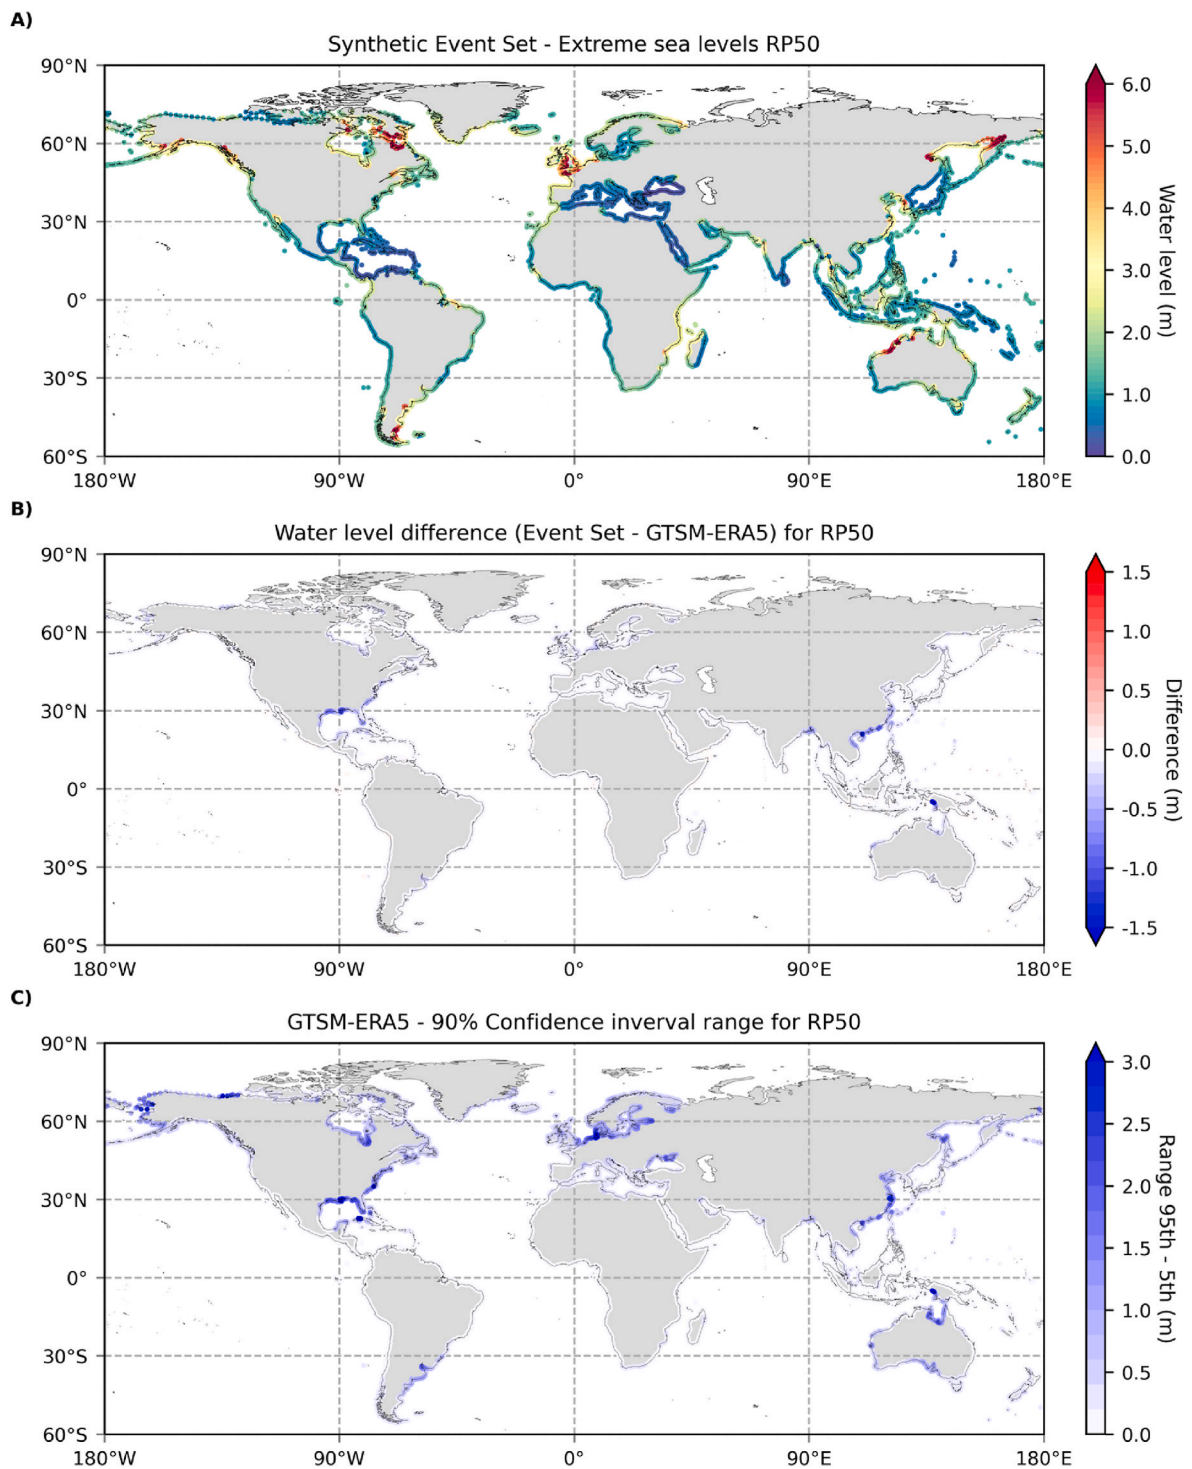 A)
Synthetic Event Set - Extreme sea levels RP50
90°N
60°N
30°N
0°
30°S
60°S
180°W
90°W
0°
90°E
180°E
6.0
5.0
4.0
3.0
2.0
1.0
0.0
Water level (m)
B)
Water level difference (Event Set - GTSM-ERA5) for RP50
90°N
60°N
30°N
0°
30°S
60°S
180°W
90°W
0°
90°E
180°E
1.5
1.0
0.5
0.0
-0.5
-1.0
-1.5
Difference (m)
C)
GTSM-ERA5 - 90% Confidence inverval range for RP50
90°N
60°N
30°N
0°
30°S
60°S
180°W
90°W
0°
90°E
180°E
3.0
2.5
2.0
1.5
1.0
0.5
0.0
Range 95th - 5th (m)